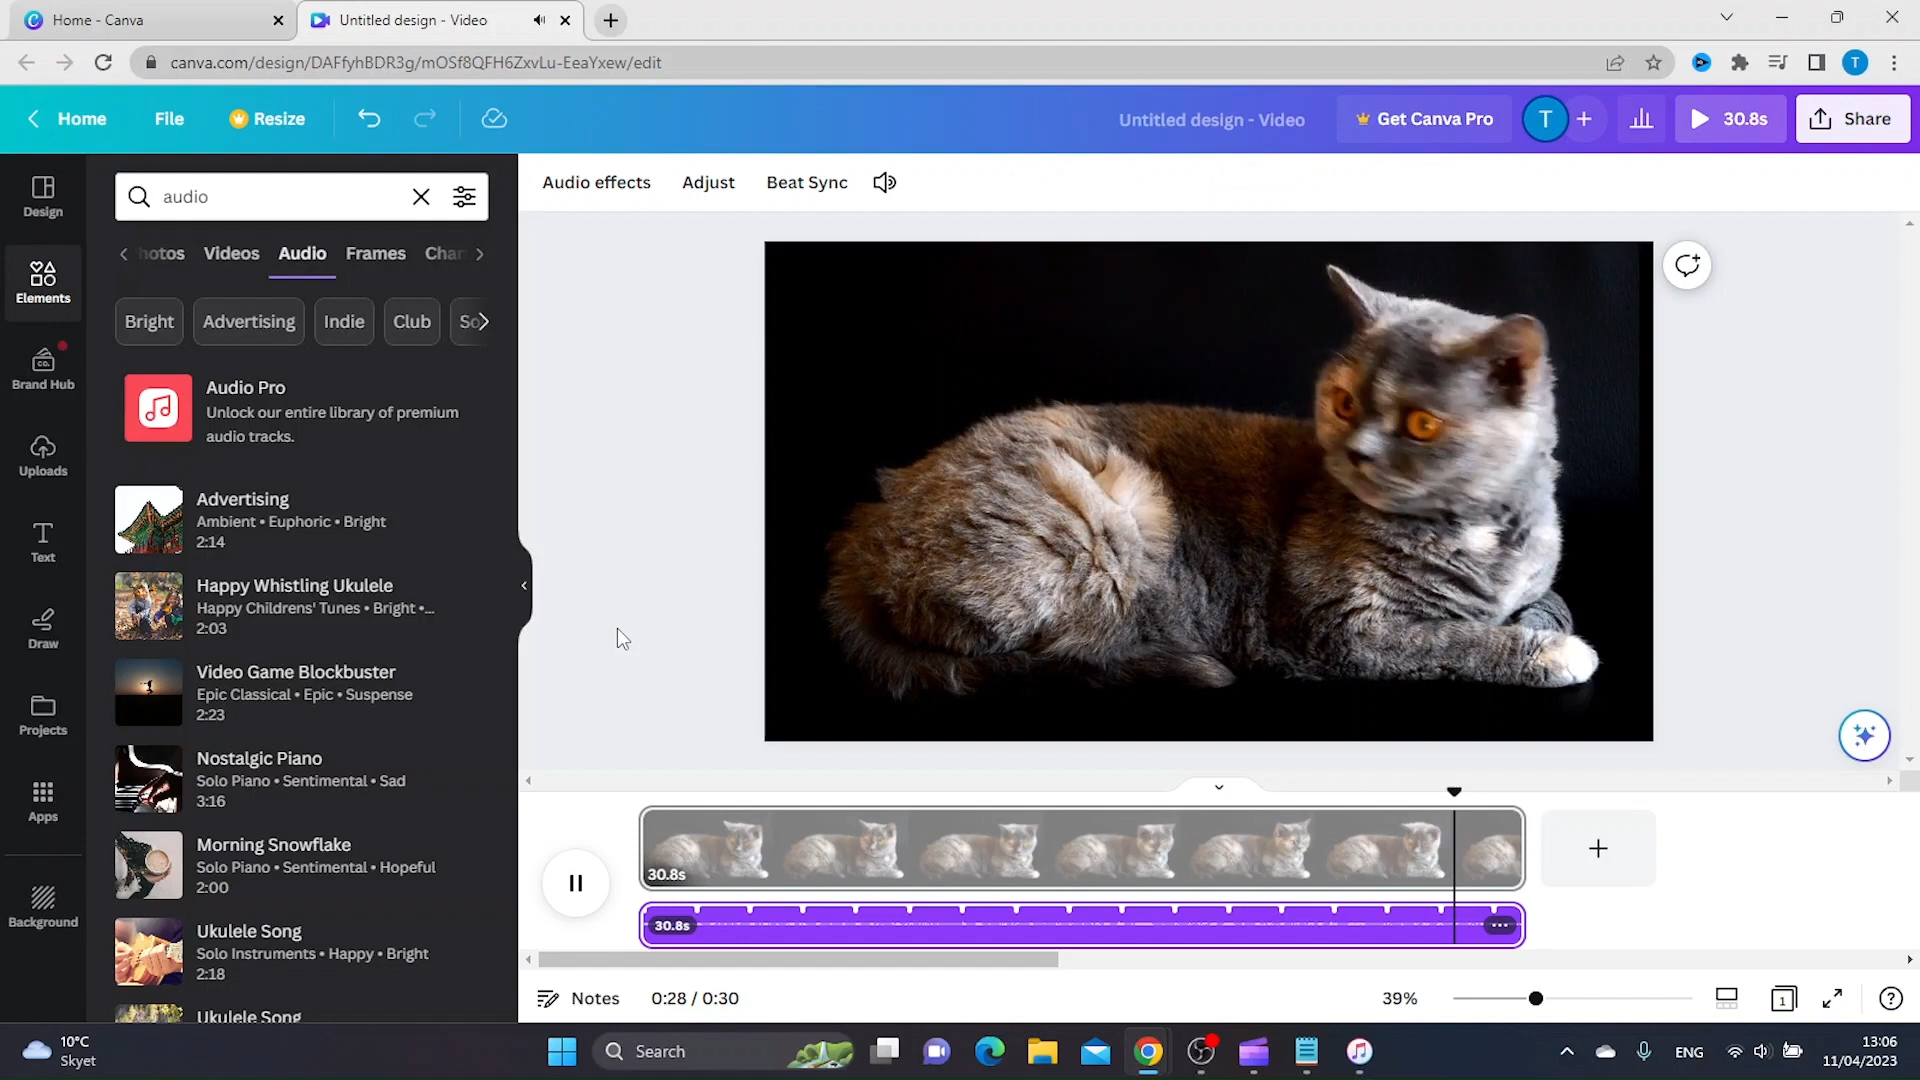 Home - Canva
Untitled design - Video
canva.com/design/DAFfyhBDR3g/mOSf8QFH6ZxvLu-EeaYxew/edit
T
Home
File
Resize
Untitled design - Video
Get Canva Pro
T
30.8s
Share
Design
Elements
CO.
Brand Hub
Uploads
Text
Draw
Projects
Apps
Background
audio
hotos
Videos
Audio
Frames
Char
Bright
Advertising
Indie
Club
So
Audio Pro
Unlock our entire library of premium
audio tracks.
Advertising
Ambient • Euphoric • Bright
2:14
Happy Whistling Ukulele
Happy Childrens' Tunes • Bright •...
2:03
Video Game Blockbuster
Epic Classical • Epic • Suspense
2:23
Nostalgic Piano
Solo Piano • Sentimental • Sad
3:16
Morning Snowflake
Solo Piano • Sentimental • Hopeful
2:00
Ukulele Song
Solo Instruments • Happy • Bright
2:18
Ukulele Song
Audio effects
Adjust
Beat Sync
30.8s
30.8s
Notes
0:28 / 0:30
39%
1
10°C
Skyet
Search
ENG
13:06
11/04/2023